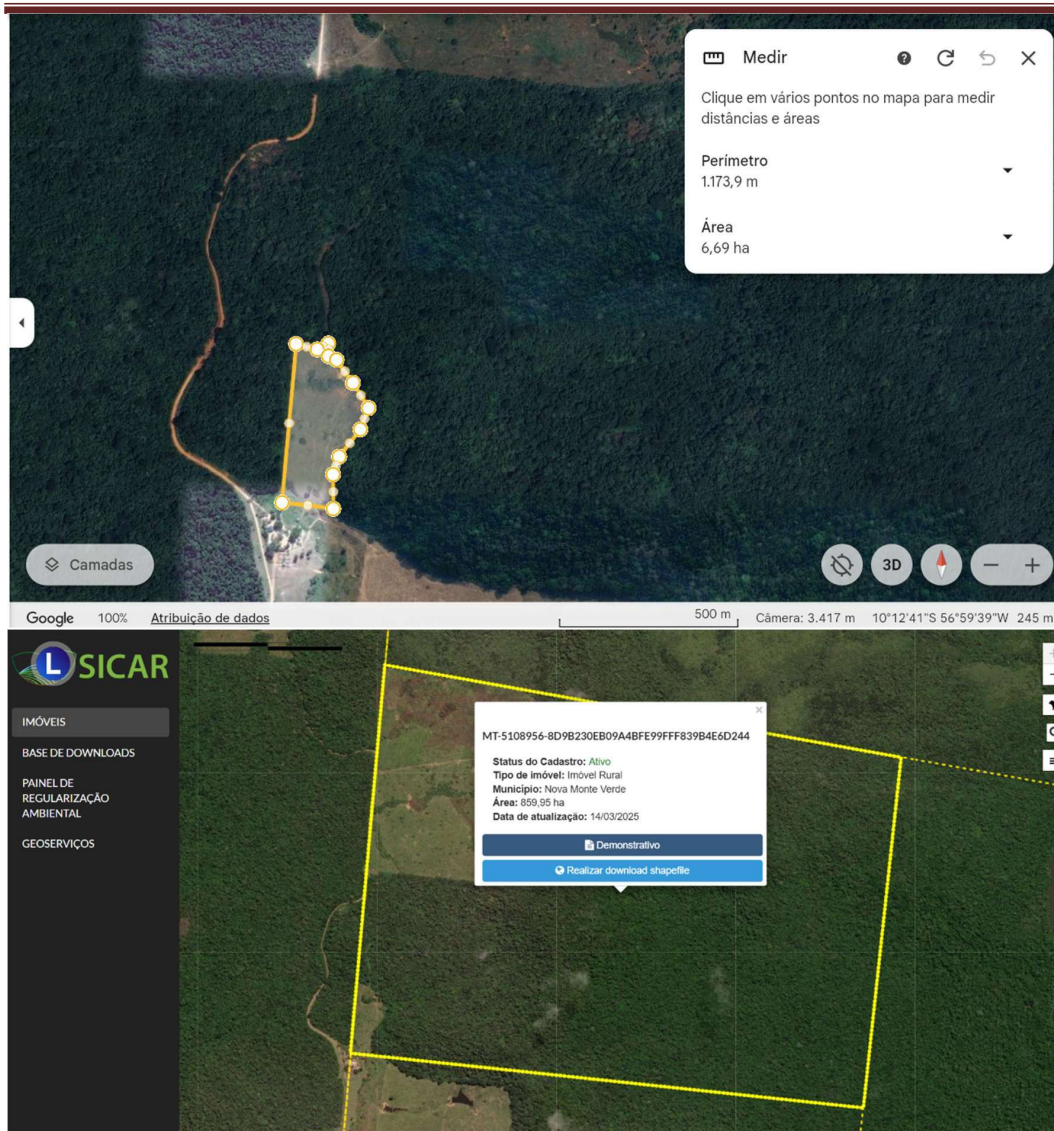 Medir
Clique em vários pontos no mapa para medir
distâncias e áreas
Perímetro
1.173,9 m
Área
6,69 ha
Camadas
3D
Google 100% Atribuição de dados 500 m Câmera: 3.417 m 10°12'41"S 56°59'39"W 245 m
L SICAR
IMÓVEIS
BASE DE DOWNLOADS
PAINEL DE
REGULARIZAÇÃO
AMBIENTAL
GEOSERVIÇOS
MT-5108956-8D9B230EB09A4BFE99FFF839B4E6D244
Status do Cadastro: Ativo
Tipo de imóvel: Imóvel Rural
Município: Nova Monte Verde
Área: 859,95 ha
Data de atualização: 14/03/2025
Demonstrativo
Realizar download shapefile